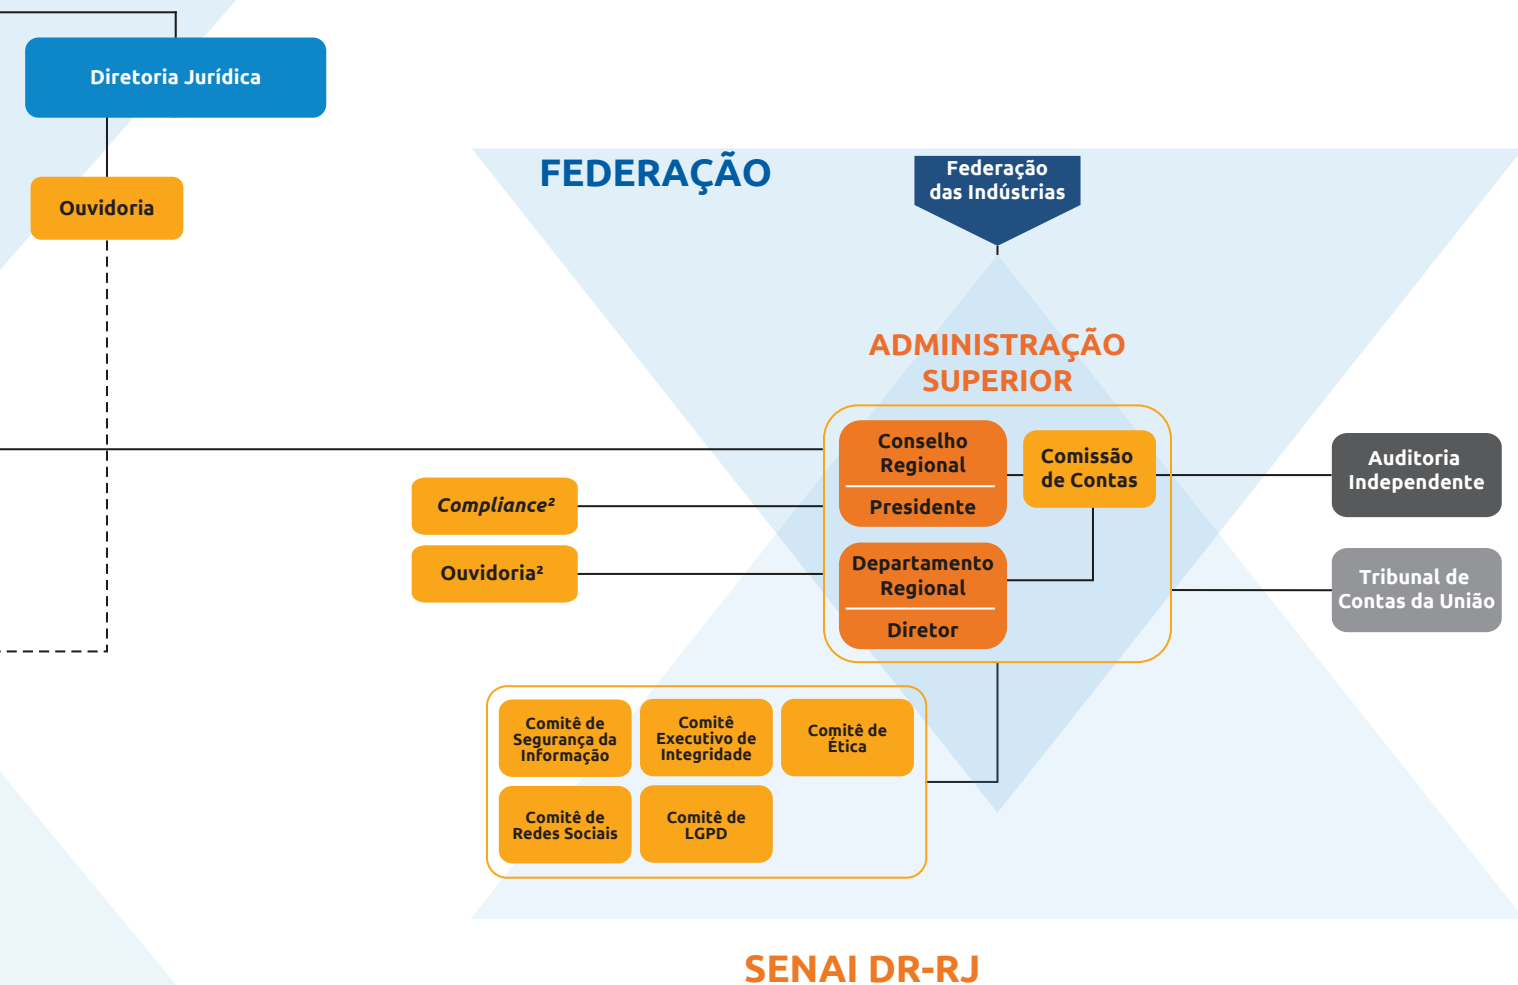 Diretoria Jurídica
Ouvidoria
FEDERAÇÃO
Federação
das Indústrias
ADMINISTRAÇÃO
SUPERIOR
Conselho
Regional
Presidente
Comissão
de Contas
Auditoria
Independente
Compliance²
Ouvidoria²
Departamento
Regional
Diretor
Tribunal de
Contas da União
Comitê de
Segurança da
Informação
Comitê
Executivo de
Integridade
Comitê de
Ética
Comitê de
Redes Sociais
Comitê de
LGPD
SENAI DR-RJ